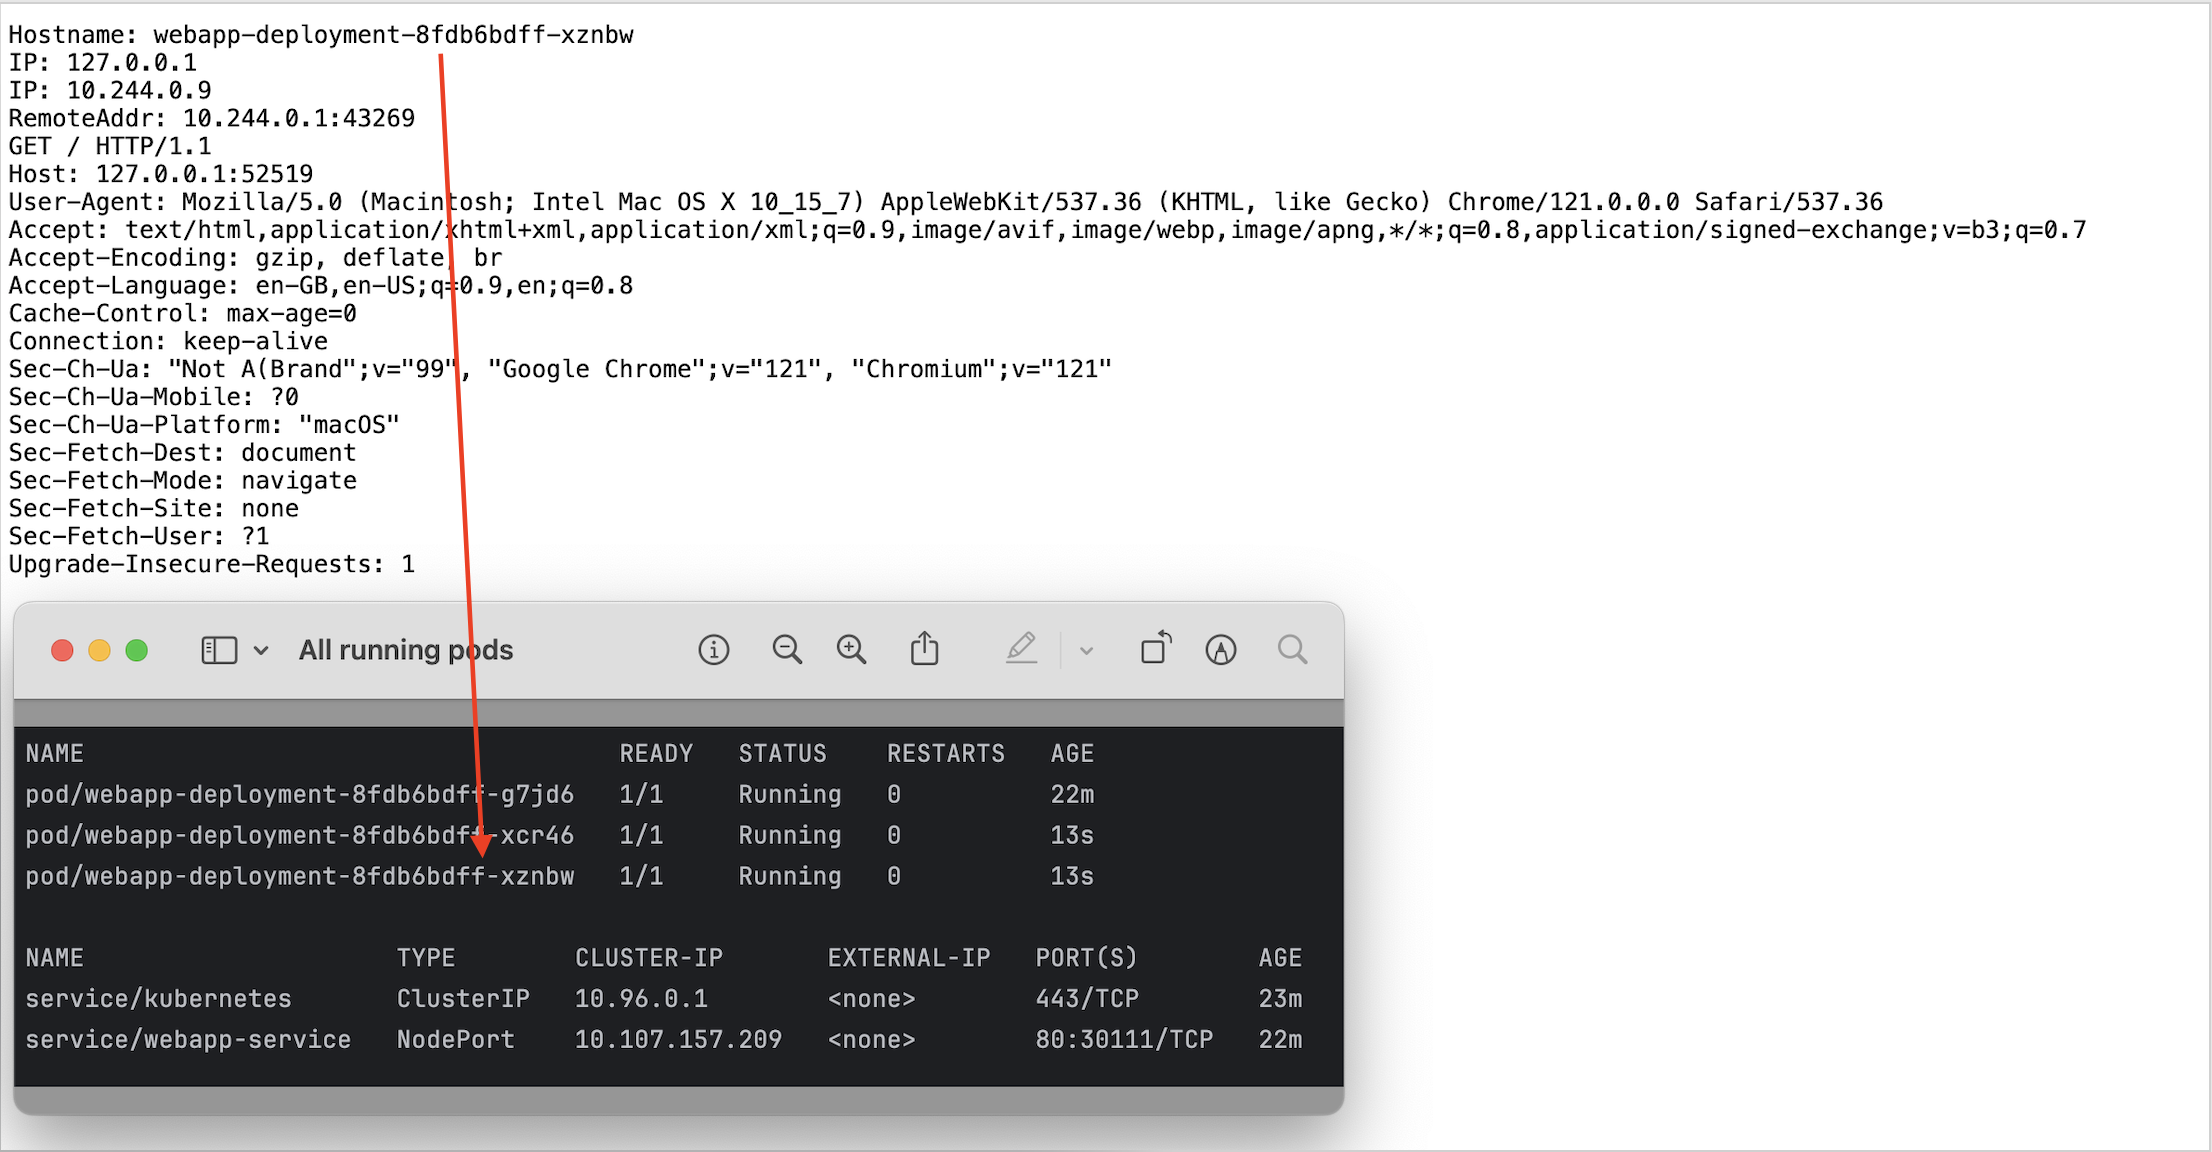 Hostname: webapp-deployment-8fdb6bdff-xznbw
IP: 127.0.0.1
IP: 10.244.0.9
RemoteAddr: 10.244.0.1:43269
GET / HTTP/1.1
Host: 127.0.0.1:52519
User-Agent: Mozilla/5.0 (Macintosh; Intel Mac OS X 10_15_7) AppleWebKit/537.36 (KHTML, like Gecko) Chrome/121.0.0.0 Safari/537.36
Accept: text/html,application/xhtml+xml,application/xml;q=0.9,image/avif,image/webp,image/apng,*/*;q=0.8,application/signed-exchange;v=b3;q=0.7
Accept-Encoding: gzip, deflate, br
Accept-Language: en-GB,en-US;q=0.9,en;q=0.8
Cache-Control: max-age=0
Connection: keep-alive
Sec-Ch-Ua: "Not A(Brand";v="99", "Google Chrome";v="121", "Chromium";v="121"
Sec-Ch-Ua-Mobile: ?0
Sec-Ch-Ua-Platform: "macOS"
Sec-Fetch-Dest: document
Sec-Fetch-Mode: navigate
Sec-Fetch-Site: none
Sec-Fetch-User: ?1
Upgrade-Insecure-Requests: 1
All running pods
NAME READY STATUS RESTARTS AGE
pod/webapp-deployment-8fdb6bdff-g7jd6 1/1 Running 0 22m
pod/webapp-deployment-8fdb6bdff-xcr46 1/1 Running 0 13s
pod/webapp-deployment-8fdb6bdff-xznbw 1/1 Running 0 13s
NAME TYPE CLUSTER-IP EXTERNAL-IP PORT(S) AGE
service/kubernetes ClusterIP 10.96.0.1 <none> 443/TCP 23m
service/webapp-service NodePort 10.107.157.209 <none> 80:30111/TCP 22m